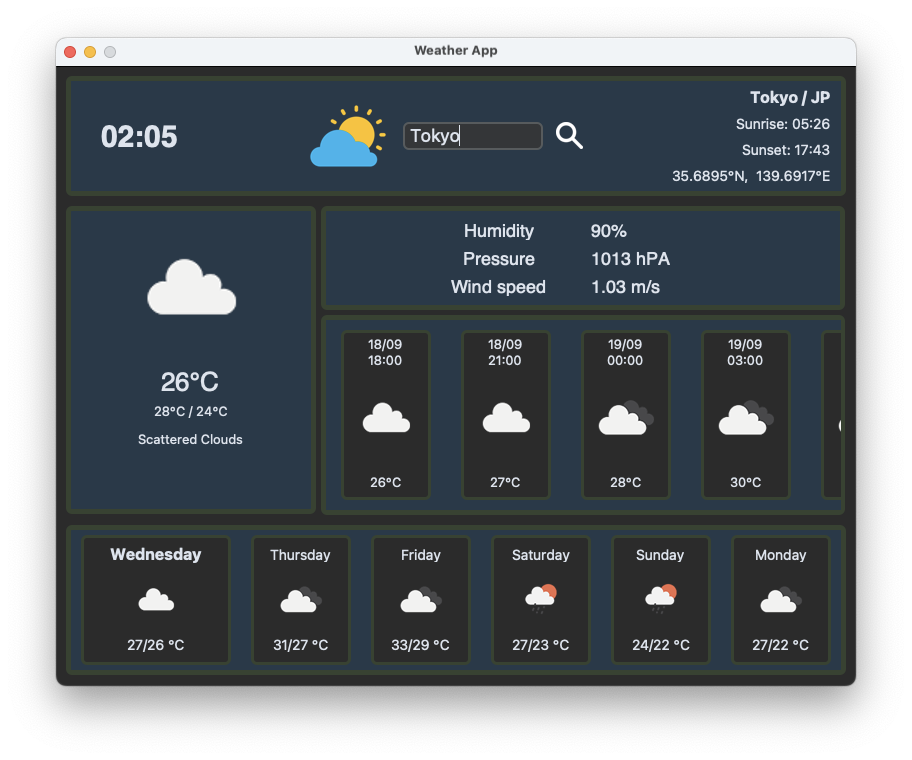 Weather App
02:05
Tokyo
Tokyo / JP
Sunrise: 05:26
Sunset: 17:43
35.6895°N, 139.6917°E
26°C
28°C / 24°C
Scattered Clouds
Humidity 90%
Pressure 1013 hPA
Wind speed 1.03 m/s
18/09
18:00
26°C
18/09
21:00
27°C
19/09
00:00
28°C
19/09
03:00
30°C
Wednesday
27/26 °C
Thursday
31/27 °C
Friday
33/29 °C
Saturday
27/23 °C
Sunday
24/22 °C
Monday
27/22 °C